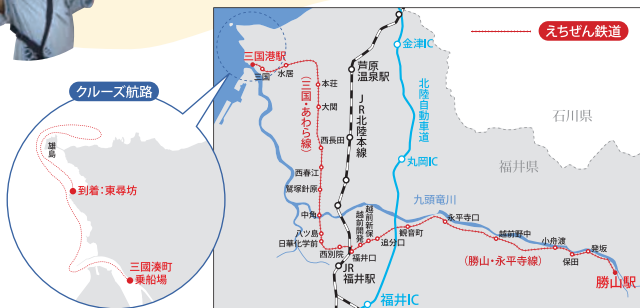 えちぜん鉄道
金津IC
三国港駅
三国
水居
芦原
温泉駅
本荘
大関
(三国・あわら線)
JR北陸本線
北陸自動車道
石川県
福井県
クルーズ航路
雄島
到着:東尋坊
三國湊町
乗船場
西長田
丸岡IC
西春江
鷲塚針原
九頭竜川
中角
八ツ島
日華化学前
西別院
越前開発
越前新保
福井口
追分口
観音町
永平寺口
越前野中
小舟渡
保田
発坂
(勝山・永平寺線)
勝山駅
JR
福井駅
福井IC